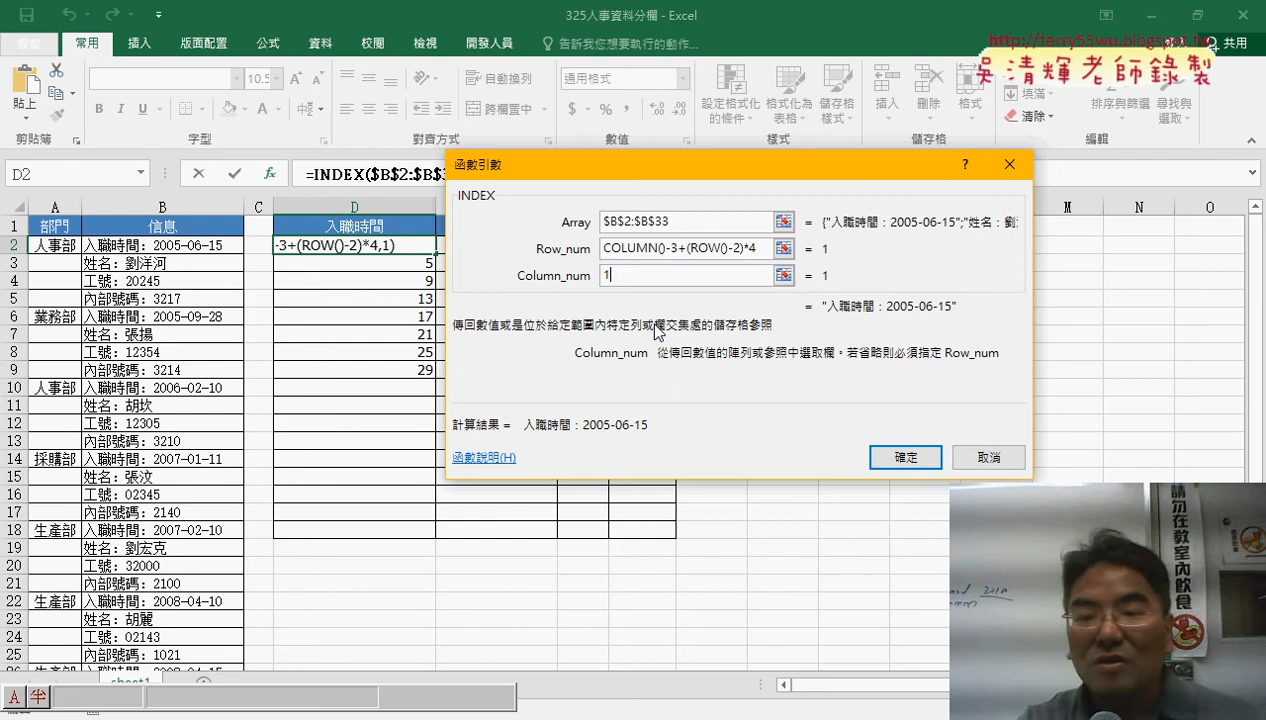 325人事資料分欄 - Excel
http://terry55wu.blogspot.tw
吳清輝老師錄製
檔案 常用 插入 版面配置 公式 資料 校閱 檢視 開發人員 告訴我您想要執行的動作... 共用
貼上 10.5 自動換列 跨欄置中 通用格式 設定格式化的條件 格式化為表格 儲存格樣式 插入 刪除 格式 填滿 清除 排序與篩選 尋找與選取
剪貼簿 字型 對齊方式 數值 樣式 儲存格 編輯
D2 =INDEX($B$2:$B$3
A B C D M N O
1 部門 信息 入職時間
2 人事部 入職時間：2005-06-15 -3+(ROW()-2)*4,1)
3 姓名：劉洋河 5
4 工號：20245 9
5 內部號碼：3217 13
6 業務部 入職時間：2005-09-28 17
7 姓名：張揚 21
8 工號：12354 25
9 內部號碼：3214 29
10 人事部 入職時間：2006-02-10
11 姓名：胡坎
12 工號：12305
13 內部號碼：3210
14 採購部 入職時間：2007-01-11
15 姓名：張汶
16 工號：02345
17 內部號碼：2140
18 生產部 入職時間：2007-02-10
19 姓名：劉宏克
20 工號：32000
21 內部號碼：2100
22 生產部 入職時間：2008-04-10
23 姓名：胡麗
24 工號：02143
25 內部號碼：1021
sheet1
函數引數
INDEX
Array $B$2:$B$33 = {"入職時間：2005-06-15";"姓名：劉
Row_num COLUMN()-3+(ROW()-2)*4 = 1
Column_num 1 = 1
= "入職時間：2005-06-15"
傳回數值或是位於給定範圍內特定列或欄交集處的儲存格參照
Column_num 從傳回數值的陣列或參照中選取欄。若省略則必須指定 Row_num
計算結果 = 入職時間：2005-06-15
函數說明(H) 確定 取消
請勿在教室內飲食
A 半